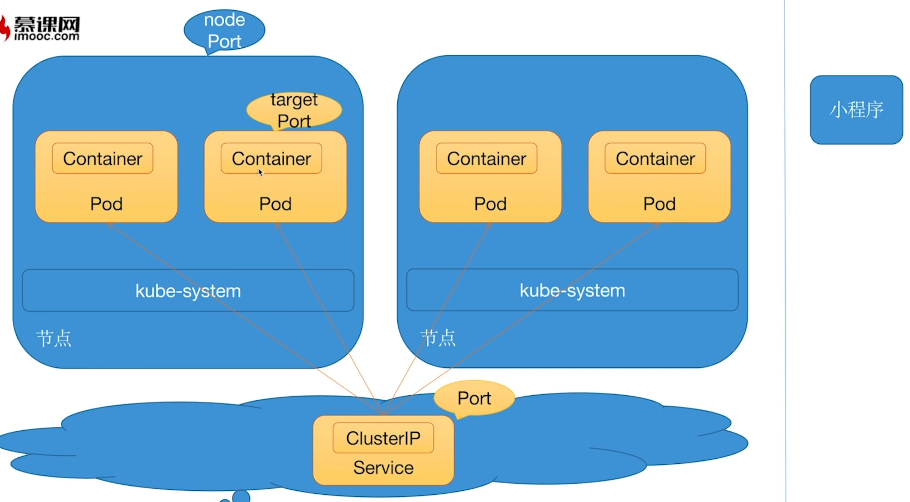 慕课网
imooc.com
node
Port
target
Port
Container
Pod
Container
Pod
kube-system
节点
Container
Pod
Container
Pod
kube-system
节点
小程序
Port
ClusterIP
Service